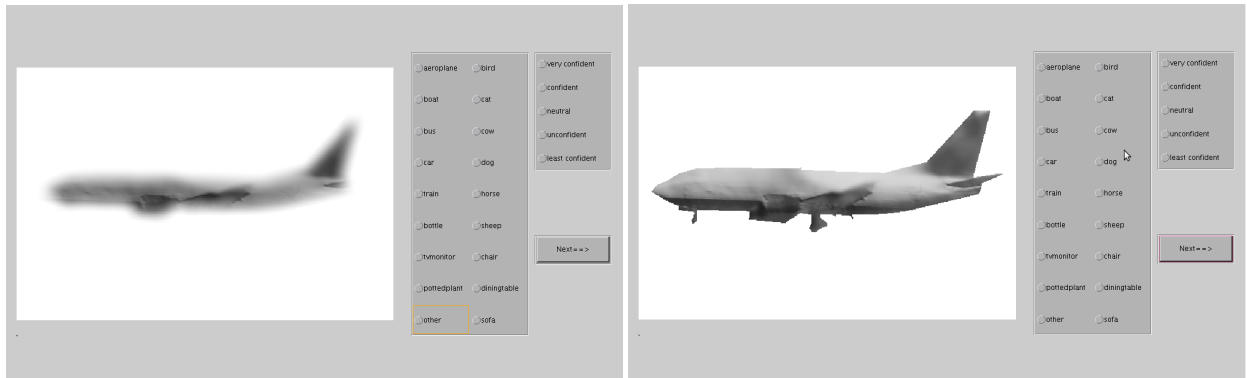 aeroplane bird very confident
boat cat confident
bus cow neutral
car dog unconfident
train horse least confident
bottle sheep
tvmonitor chair Next==>
pottedplant diningtable
other sofa
aeroplane bird very confident
boat cat confident
bus cow neutral
car dog unconfident
train horse least confident
bottle sheep
tvmonitor chair Next==>
pottedplant diningtable
other sofa